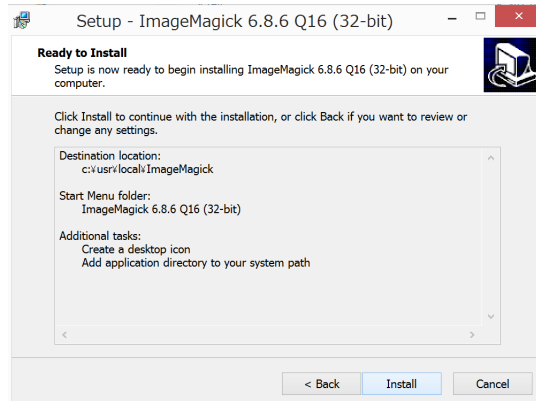 Setup - ImageMagick 6.8.6 Q16 (32-bit)
Ready to Install
Setup is now ready to begin installing ImageMagick 6.8.6 Q16 (32-bit) on your
computer.
Click Install to continue with the installation, or click Back if you want to review or
change any settings.
Destination location:
c:¥usr¥local¥ImageMagick
Start Menu folder:
ImageMagick 6.8.6 Q16 (32-bit)
Additional tasks:
Create a desktop icon
Add application directory to your system path
< Back
Install
Cancel